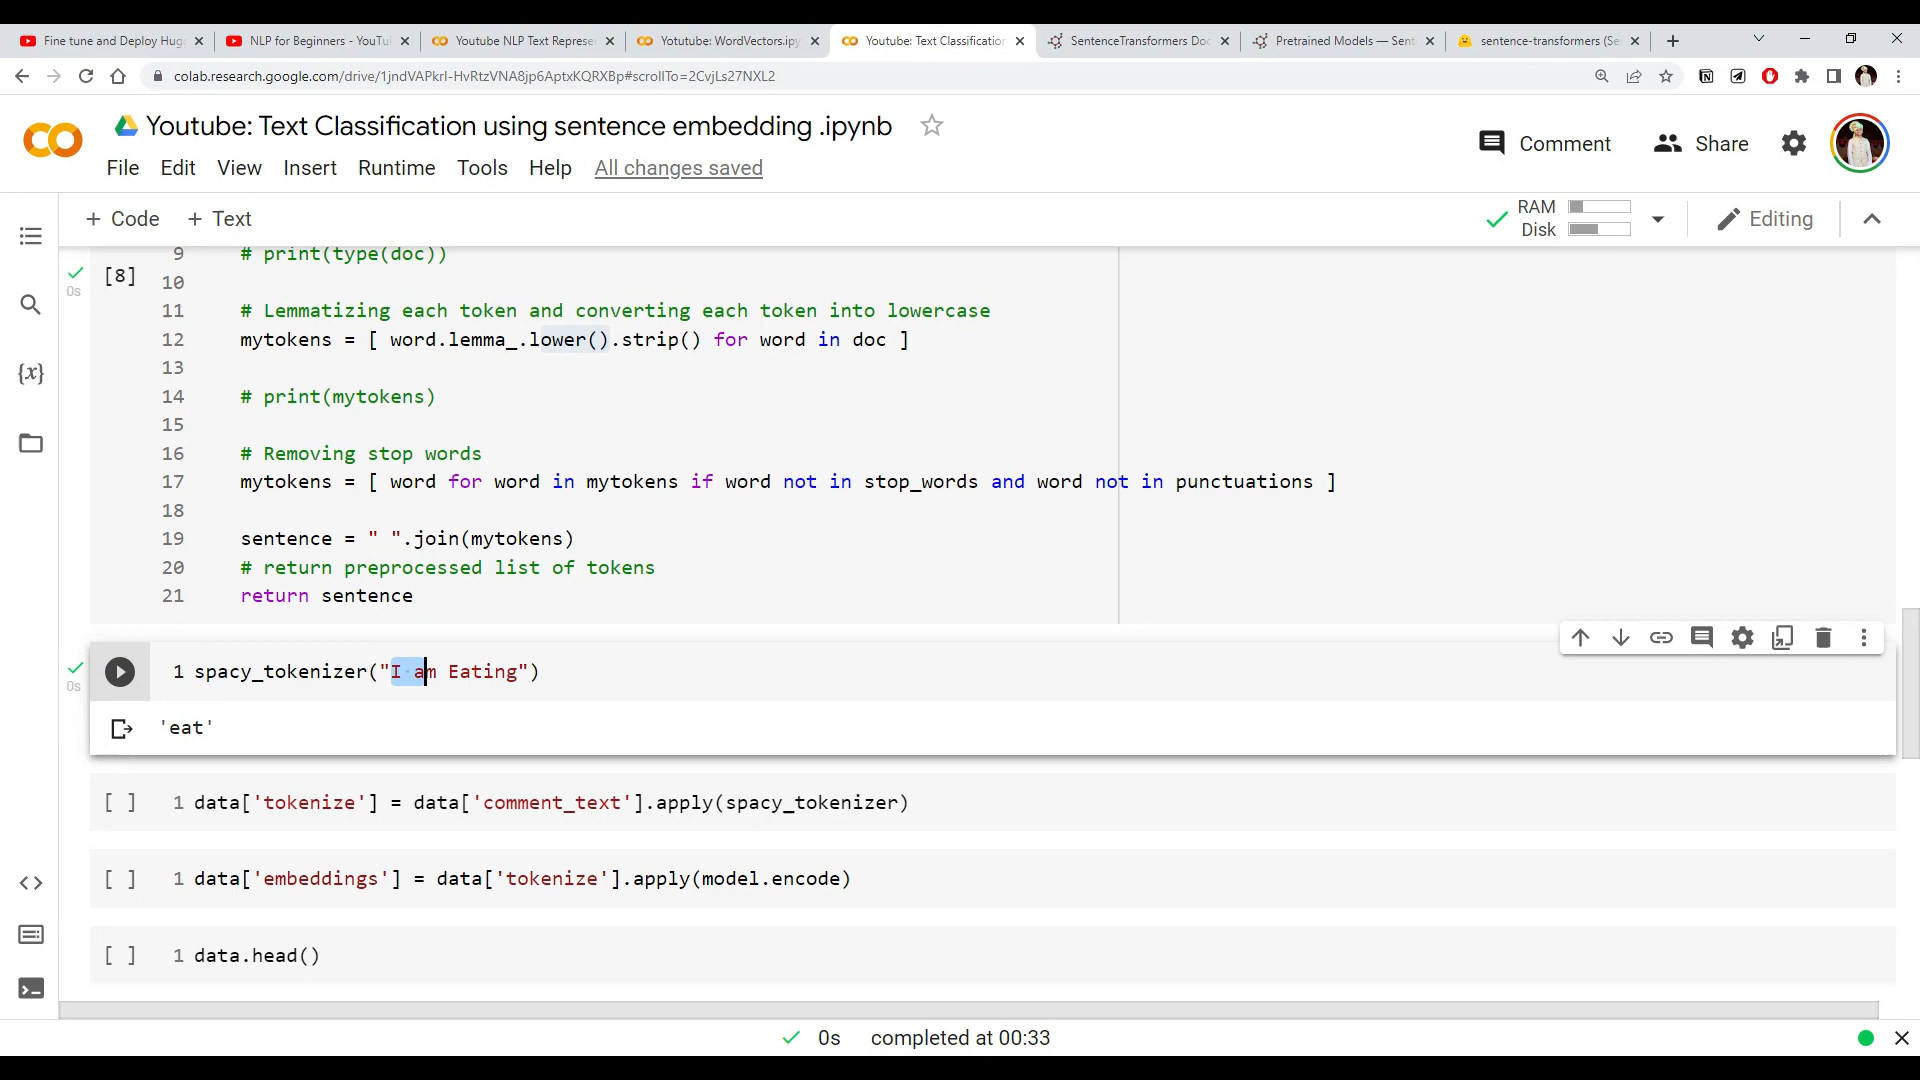 Fine tune and Deploy Hug
NLP for Beginners - YouTu
Youtube NLP Text Represe
Yotutube: WordVectors.ipy
Youtube: Text Classification
SentenceTransformers Doc
Pretrained Models — Sent
sentence-transformers (Se
colab.research.google.com/drive/1jndVAPkrI-HvRtzVNA8jp6AptxKQRXBp#scrollTo=2CvjLs27NXL2
Youtube: Text Classification using sentence embedding .ipynb
Comment
Share
File Edit View Insert Runtime Tools Help All changes saved
+ Code + Text
RAM
Disk
Editing
9 # print(type(doc))
[8]
0s
10
11 # Lemmatizing each token and converting each token into lowercase
12 mytokens = [ word.lemma_.lower().strip() for word in doc ]
13
14 # print(mytokens)
15
16 # Removing stop words
17 mytokens = [ word for word in mytokens if word not in stop_words and word not in punctuations ]
18
19 sentence = " ".join(mytokens)
20 # return preprocessed list of tokens
21 return sentence
0s
1 spacy_tokenizer("I am Eating")
'eat'
[ ] 1 data['tokenize'] = data['comment_text'].apply(spacy_tokenizer)
[ ] 1 data['embeddings'] = data['tokenize'].apply(model.encode)
[ ] 1 data.head()
0s completed at 00:33